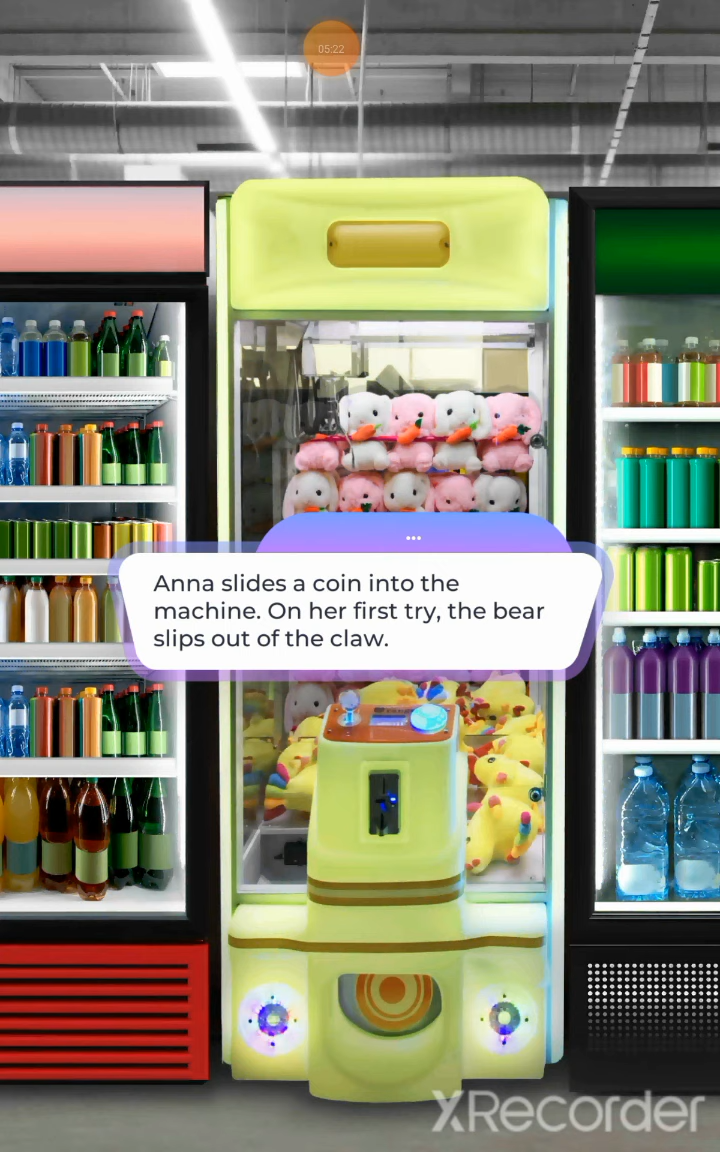 05:22
...
Anna slides a coin into the
machine. On her first try, the bear
slips out of the claw.
XRecorder